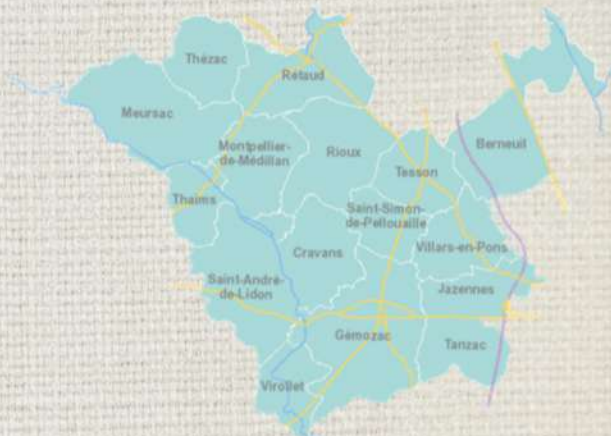 Thézac
Rétaud
Meursac
Berneuil
Montpellier-
de-Médillan
Rioux
Tesson
Thaims
Saint-Simon-
de-Pellouaille
Villars-en-Pons
Cravans
Saint-André-
de-Lidon
Jazennes
Gémozac
Tanzac
Virollet